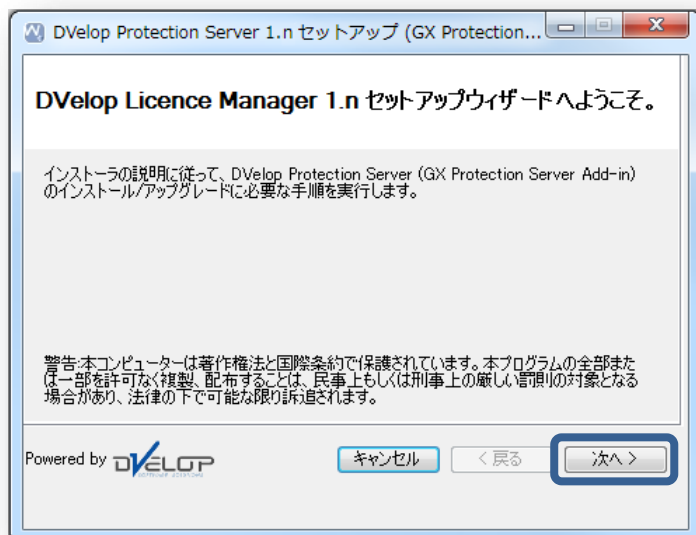 DVelop Protection Server 1.n セットアップ (GX Protection...
DVelop Licence Manager 1.n セットアップウィザードへようこそ。
インストーラの説明に従って、DVelop Protection Server (GX Protection Server Add-in)
のインストール/アップグレードに必要な手順を実行します。
警告:本コンピューターは著作権法と国際条約で保護されています。本プログラムの全部また
は一部を許可なく複製、配布することは、民事上もしくは刑事上の厳しい罰則の対象となる
場合があり、法律の下で可能な限り訴追されます。
Powered by DVELOP
キャンセル
< 戻る
次へ >